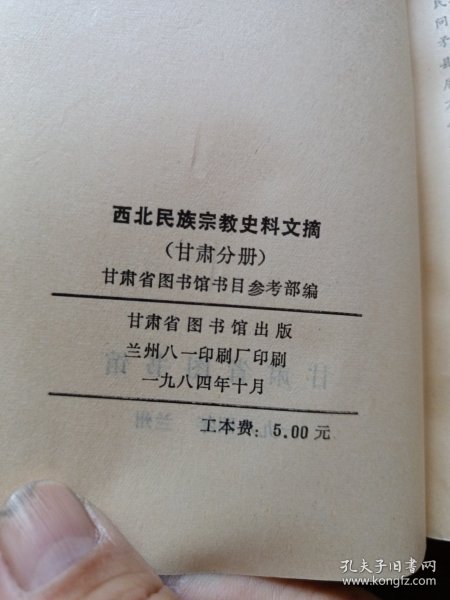 西北民族宗教史料文摘
(甘肃分册)
甘肃省图书馆书目参考部编
甘肃省图书馆出版
兰州八一印刷厂印刷
一九八四年十月
工本费: 5.00 元
孔夫子旧书网
www.kongfz.com